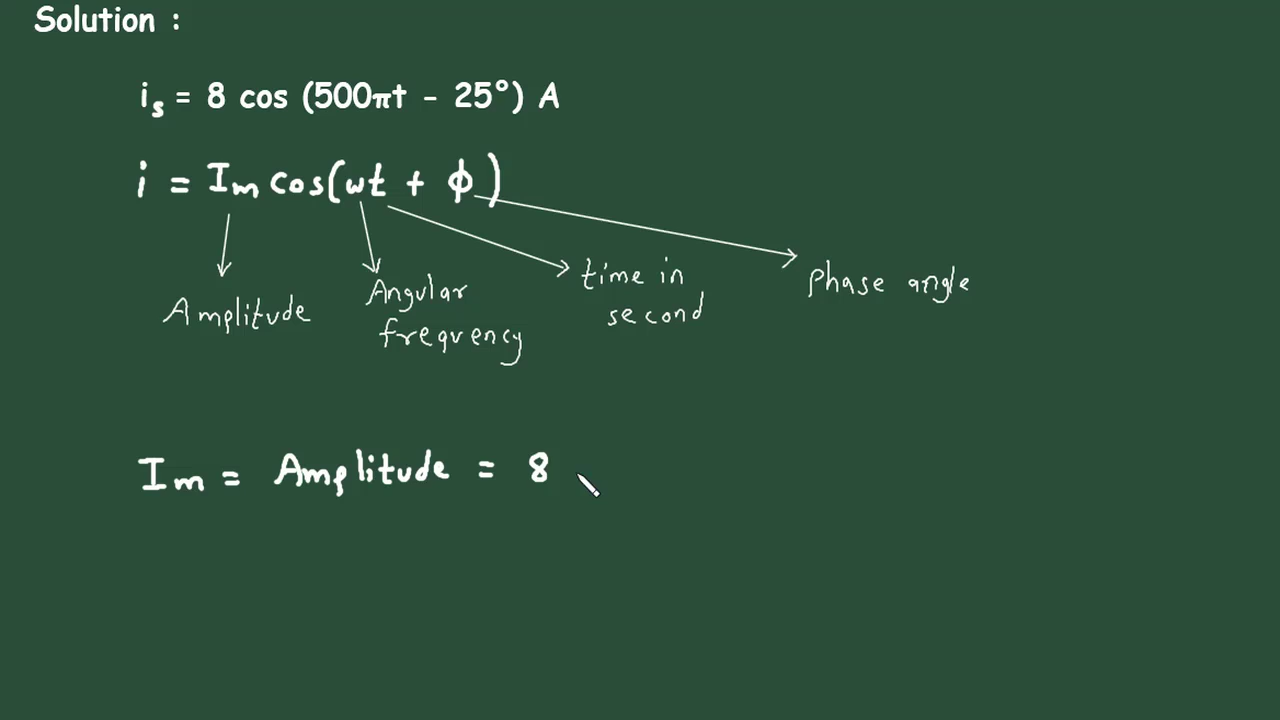 Solution :
iₛ = 8 cos (500πt - 25°) A
i = Im cos(ωt + ϕ)
Amplitude
Angular
frequency
time in
second
phase angle
Im = Amplitude = 8